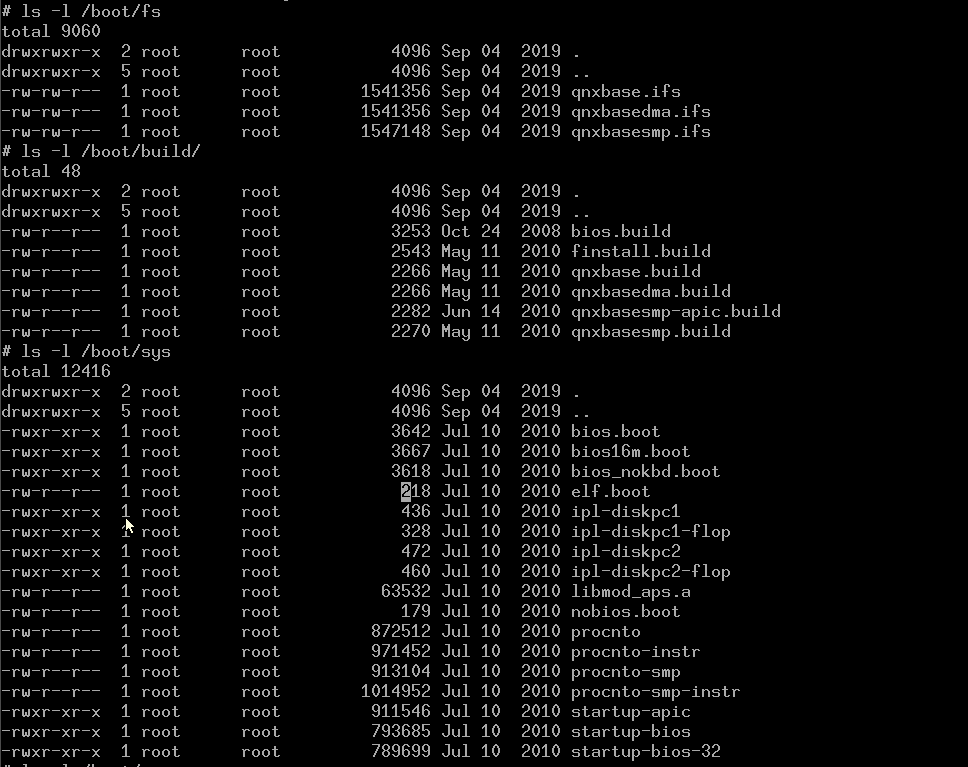 # ls -l /boot/fs
total 9060
drwxrwxr-x  2 root      root           4096 Sep 04  2019 .
drwxrwxr-x  5 root      root           4096 Sep 04  2019 ..
-rw-rw-r--  1 root      root        1541356 Sep 04  2019 qnxbase.ifs
-rw-rw-r--  1 root      root        1541356 Sep 04  2019 qnxbasedma.ifs
-rw-rw-r--  1 root      root        1547148 Sep 04  2019 qnxbasesmp.ifs
# ls -l /boot/build/
total 48
drwxrwxr-x  2 root      root           4096 Sep 04  2019 .
drwxrwxr-x  5 root      root           4096 Sep 04  2019 ..
-rw-r--r--  1 root      root           3253 Oct 24  2008 bios.build
-rw-r--r--  1 root      root           2543 May 11  2010 finstall.build
-rw-r--r--  1 root      root           2266 May 11  2010 qnxbase.build
-rw-r--r--  1 root      root           2266 May 11  2010 qnxbasedma.build
-rw-r--r--  1 root      root           2282 Jun 14  2010 qnxbasesmp-apic.build
-rw-r--r--  1 root      root           2270 May 11  2010 qnxbasesmp.build
# ls -l /boot/sys
total 12416
drwxrwxr-x  2 root      root           4096 Sep 04  2019 .
drwxrwxr-x  5 root      root           4096 Sep 04  2019 ..
-rwxr-xr-x  1 root      root           3642 Jul 10  2010 bios.boot
-rwxr-xr-x  1 root      root           3667 Jul 10  2010 bios16m.boot
-rwxr-xr-x  1 root      root           3618 Jul 10  2010 bios_nokbd.boot
-rw-r--r--  1 root      root            218 Jul 10  2010 elf.boot
-rwxr-xr-x  1 root      root            436 Jul 10  2010 ipl-diskpc1
-rwxr-xr-x  1 root      root            328 Jul 10  2010 ipl-diskpc1-flop
-rwxr-xr-x  1 root      root            472 Jul 10  2010 ipl-diskpc2
-rwxr-xr-x  1 root      root            460 Jul 10  2010 ipl-diskpc2-flop
-rw-r--r--  1 root      root          63532 Jul 10  2010 libmod_aps.a
-rw-r--r--  1 root      root            179 Jul 10  2010 nobios.boot
-rw-r--r--  1 root      root         872512 Jul 10  2010 procnto
-rw-r--r--  1 root      root         971452 Jul 10  2010 procnto-instr
-rw-r--r--  1 root      root         913104 Jul 10  2010 procnto-smp
-rw-r--r--  1 root      root        1014952 Jul 10  2010 procnto-smp-instr
-rwxr-xr-x  1 root      root         911546 Jul 10  2010 startup-apic
-rwxr-xr-x  1 root      root         793685 Jul 10  2010 startup-bios
-rwxr-xr-x  1 root      root         789699 Jul 10  2010 startup-bios-32